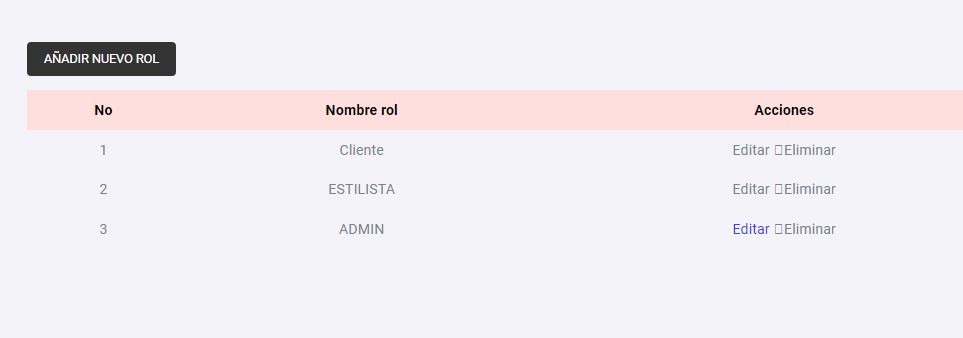 AÑADIR NUEVO ROL
No Nombre rol Acciones
1 Cliente Editar Eliminar
2 ESTILISTA Editar Eliminar
3 ADMIN Editar Eliminar